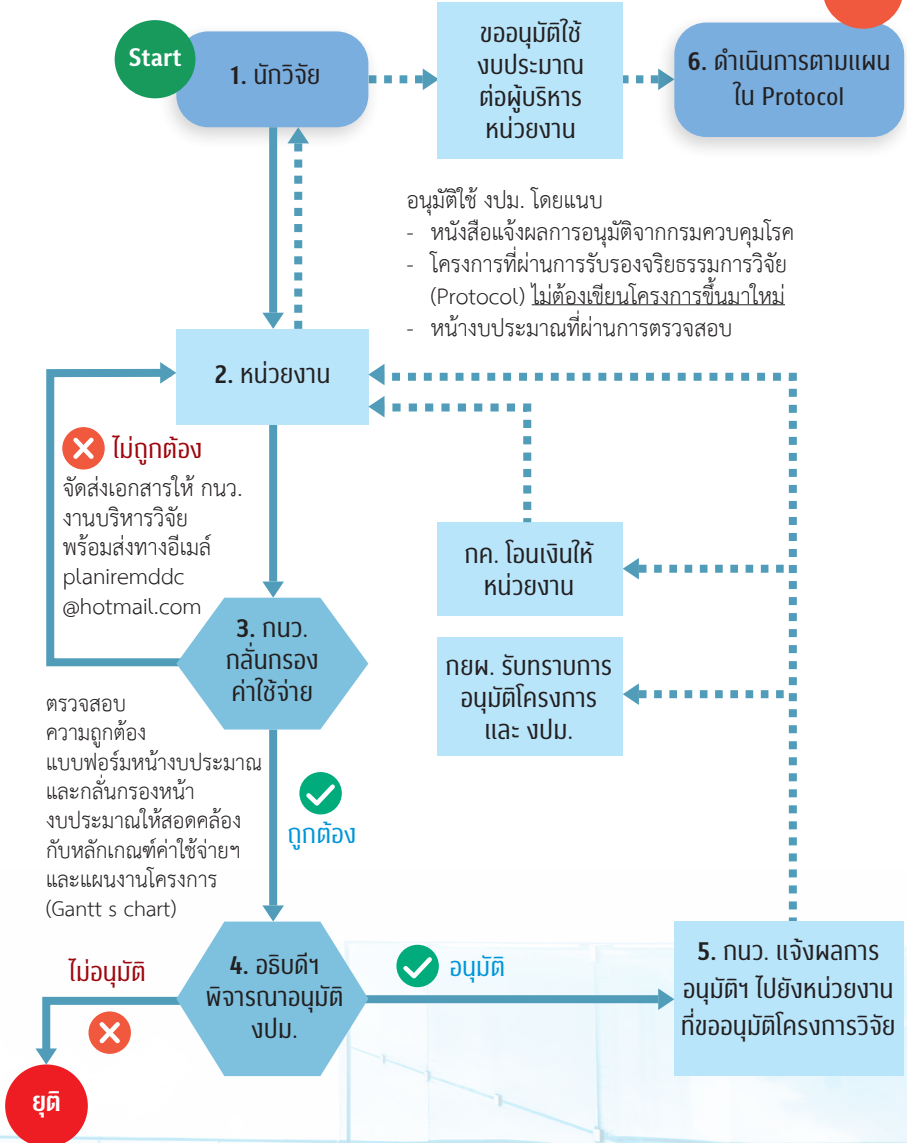 Start
1. นักวิจัย
ขออนุมัติใช้
งบประมาณ
ต่อผู้บริหาร
หน่วยงาน
6. ดำเนินการตามแผน
ใน Protocol
อนุมัติใช้ งปม. โดยแนบ
- หนังสือแจ้งผลการอนุมัติจากกรมควบคุมโรค
- โครงการที่ผ่านการรับรองจริยธรรมการวิจัย
(Protocol) ไม่ต้องเขียนโครงการขึ้นมาใหม่
- หน้างบประมาณที่ผ่านการตรวจสอบ
2. หน่วยงาน
ไม่ถูกต้อง
จัดส่งเอกสารให้ กนว.
งานบริหารวิจัย
พร้อมส่งทางอีเมล์
planiremddc
@hotmail.com
กค. โอนเงินให้
หน่วยงาน
3. กนว.
กลั่นกรอง
ค่าใช้จ่าย
กยผ. รับทราบการ
อนุมัติโครงการ
และ งปม.
ตรวจสอบ
ความถูกต้อง
แบบฟอร์มหน้างบประมาณ
และกลั่นกรองหน้า
งบประมาณให้สอดคล้อง
กับหลักเกณฑ์ค่าใช้จ่ายฯ
และแผนงานโครงการ
(Gantt s chart)
ถูกต้อง
ไม่อนุมัติ
4. อธิบดีฯ
พิจารณาอนุมัติ
งปม.
อนุมัติ
5. กนว. แจ้งผลการ
อนุมัติฯ ไปยังหน่วยงาน
ที่ขออนุมัติโครงการวิจัย
ยุติ